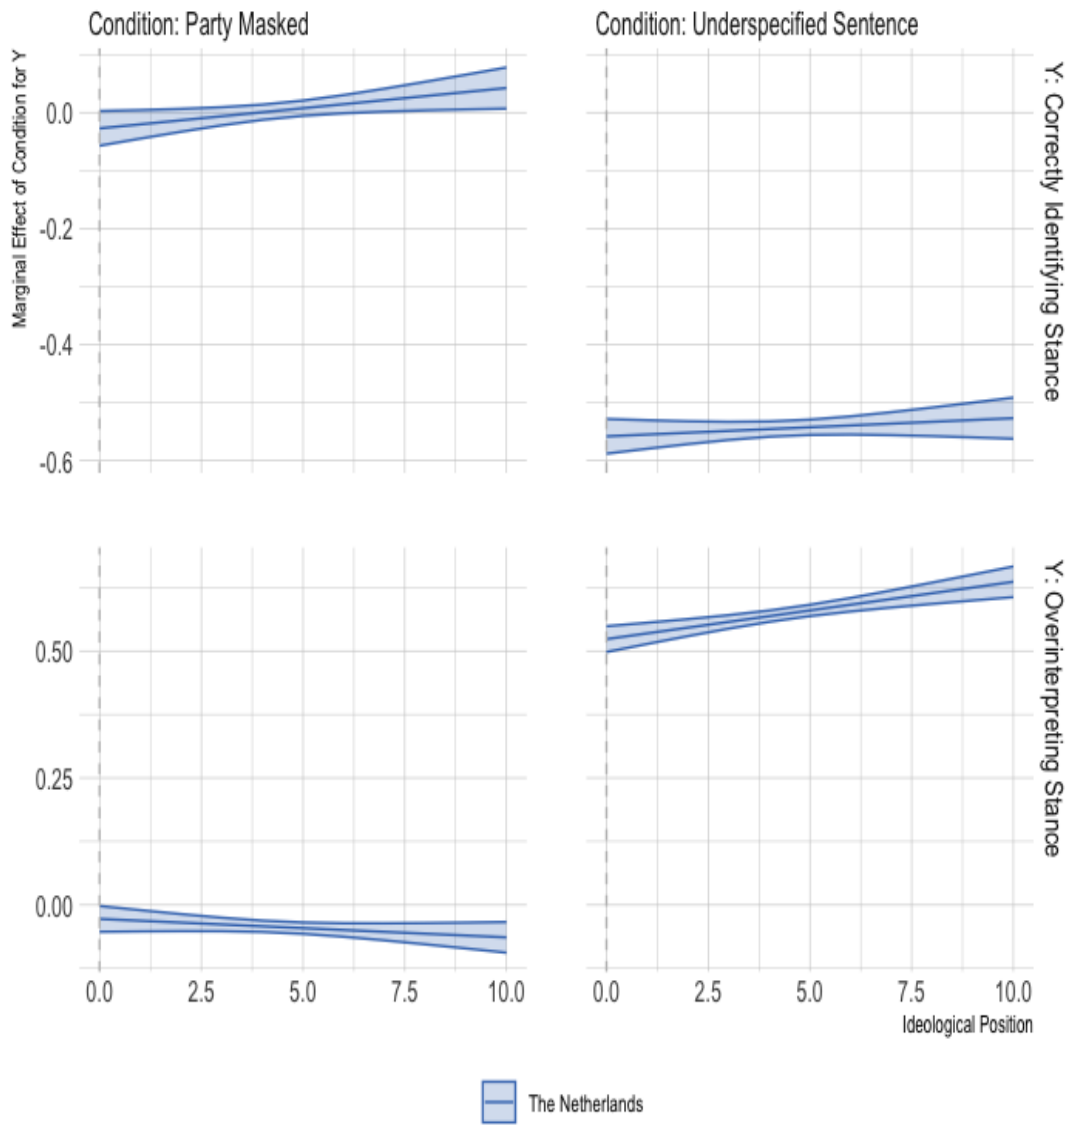 Condition: Party Masked
Condition: Underspecified Sentence
Marginal Effect of Condition for Y
0.0
-0.2
-0.4
-0.6
Y: Correctly Identifying Stance
0.50
0.25
0.00
Y: Overinterpreting Stance
0.0 2.5 5.0 7.5 10.0
0.0 2.5 5.0 7.5 10.0
Ideological Position
The Netherlands